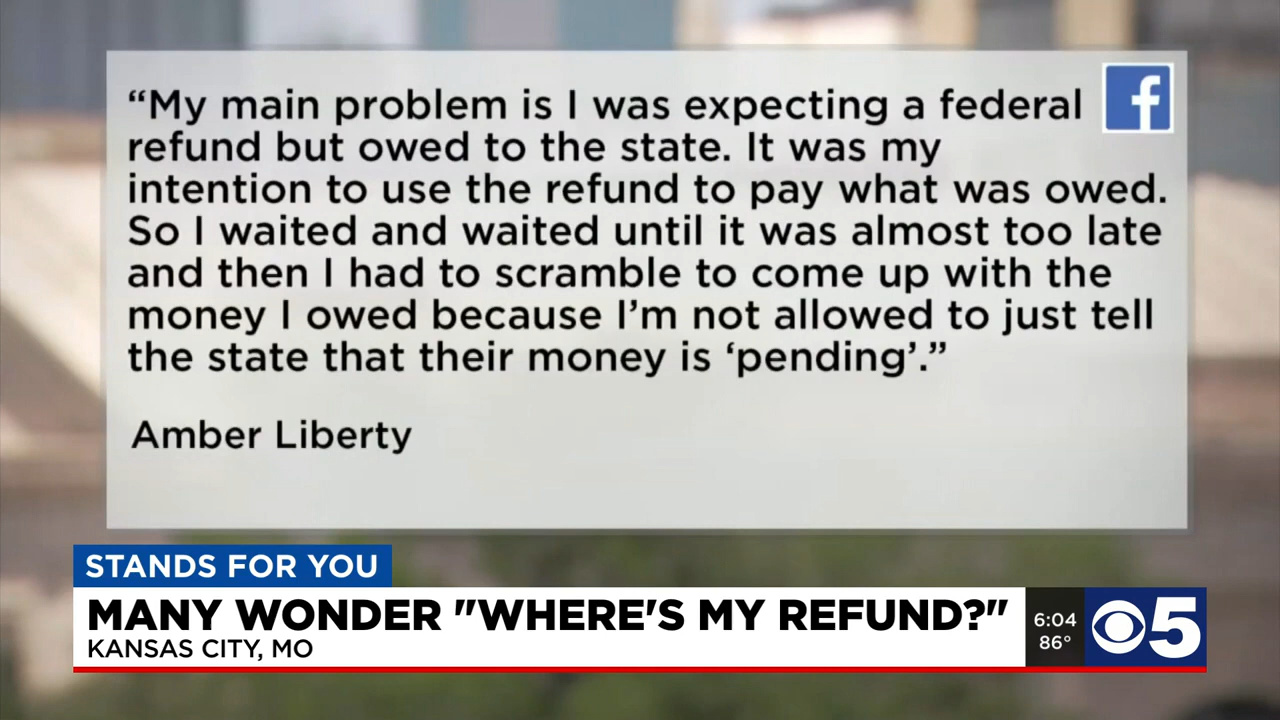 “My main problem is I was expecting a federal
refund but owed to the state. It was my
intention to use the refund to pay what was owed.
So I waited and waited until it was almost too late
and then I had to scramble to come up with the
money I owed because I’m not allowed to just tell
the state that their money is ‘pending’.”
Amber Liberty
STANDS FOR YOU
MANY WONDER "WHERE'S MY REFUND?"
KANSAS CITY, MO
6:04
86°
5